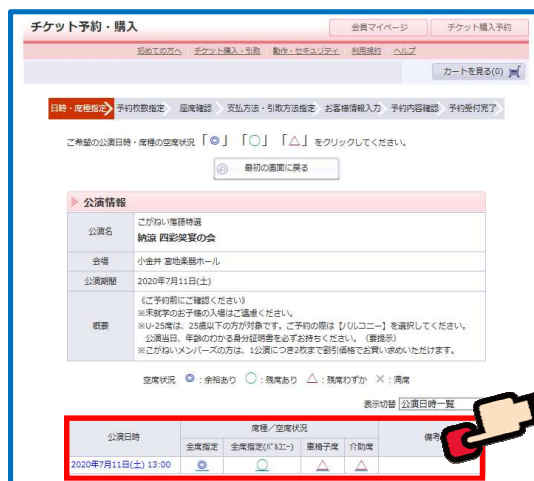 チケット予約・購入
会員マイページ
チケット購入予約
初めての方へ チケット購入・引取 動作・セキュリティ 利用規約 ヘルプ
カートを見る(0)
日時・席種指定 予約枚数指定 座席確認 支払方法・引取方法指定 お客様情報入力 予約内容確認 予約受付完了
ご希望の公演日時・席種の空席状況「◎」「○」「△」をクリックしてください。
最初の画面に戻る
公演情報
公演名
こがねい落語特選
納涼 四彩笑宴の会
会場
小金井 宮地楽器ホール
公演期間
2020年7月11日(土)
概要
《ご予約前にご確認ください》
※未就学のお子様の入場はご遠慮ください。
※U-25席は、25歳以下の方が対象です。ご予約の際は【バルコニー】を選択してください。
公演当日、年齢のわかる身分証明書を必ずお持ちください。（要提示）
※こがねいメンバーズの方は、1公演につき2枚まで割引価格でお買い求めいただけます。
空席状況 ◎：余裕あり ○：残席あり △：残席わずか ×：満席
表示切替 公演日時一覧
公演日時
席種／空席状況
備考
全席指定 全席指定(バルコニー) 車椅子席 介助席
2020年7月11日(土) 13:00 ◎ ○ △ △